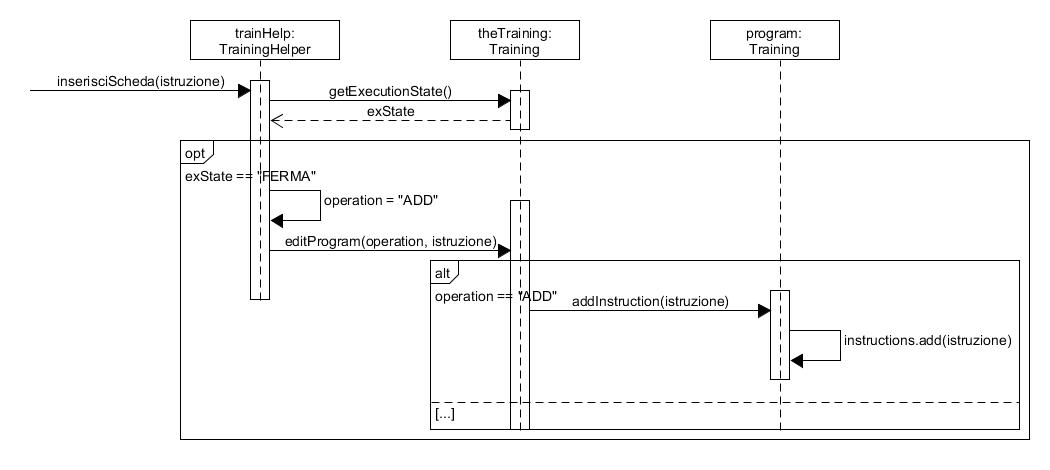 trainHelp:
TrainingHelper
theTraining:
Training
program:
Training
inserisciScheda(istruzione)
getExecutionState()
exState
opt
exState == "FERMA"
operation = "ADD"
editProgram(operation, istruzione)
alt
operation == "ADD"
addInstruction(istruzione)
instructions.add(istruzione)
[...]